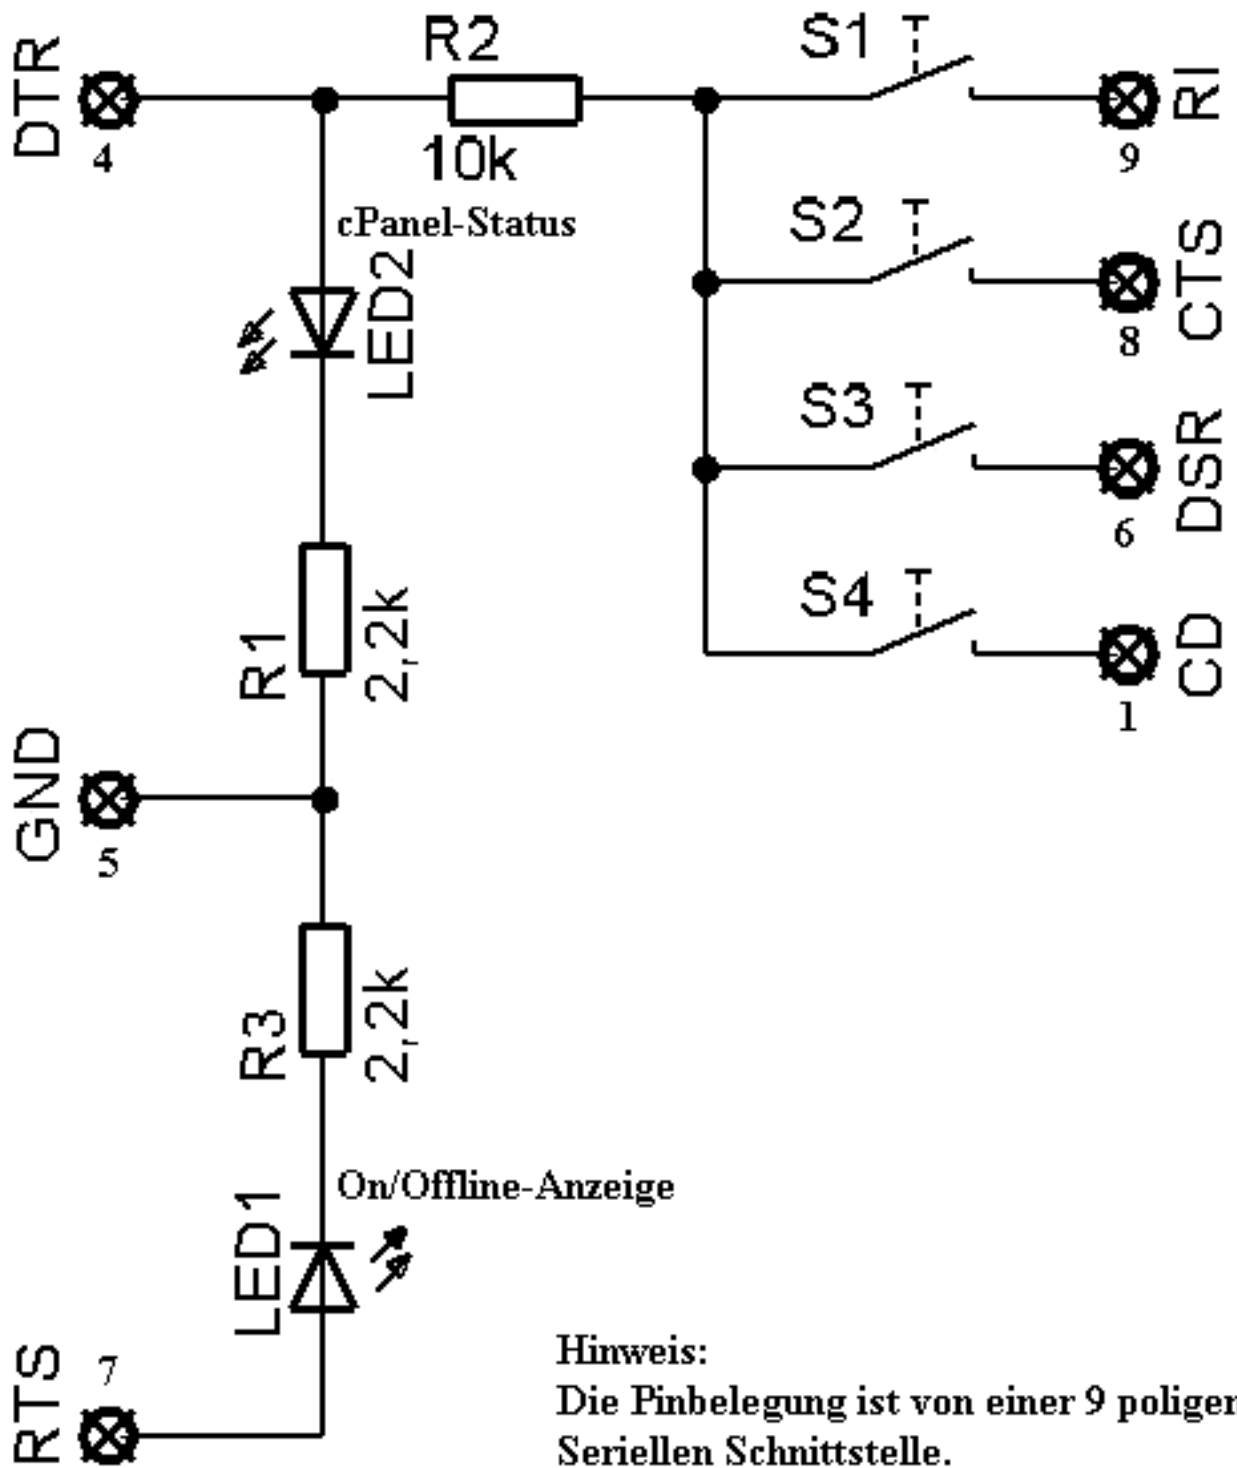 DTR
4
R2
10k
S1
RI
9
cPanel-Status
LED2
S2
CTS
8
S3
DSR
6
S4
CD
1
R1
2,2k
GND
5
R3
2,2k
On/Offline-Anzeige
LED1
RTS
7
Hinweis:
Die Pinbelegung ist von einer 9 poligen
Seriellen Schnittstelle.